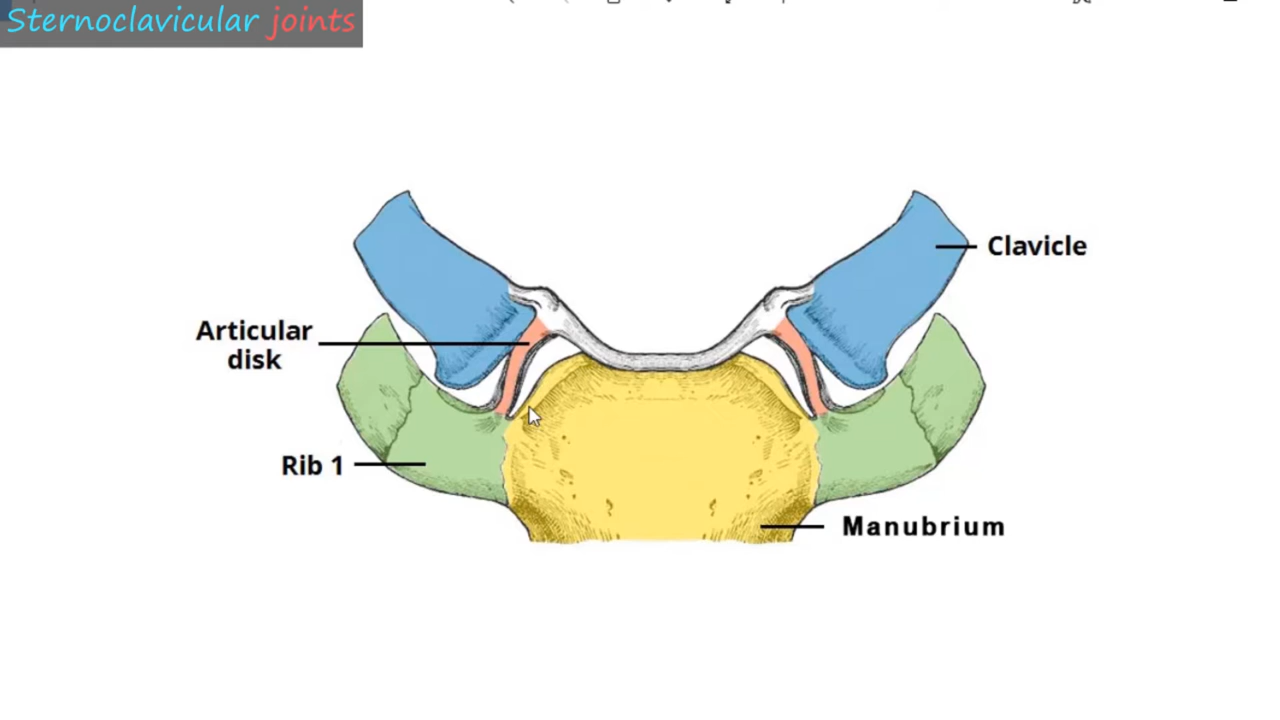 Sternoclavicular joints
Clavicle
Articular
disk
Rib 1
Manubrium